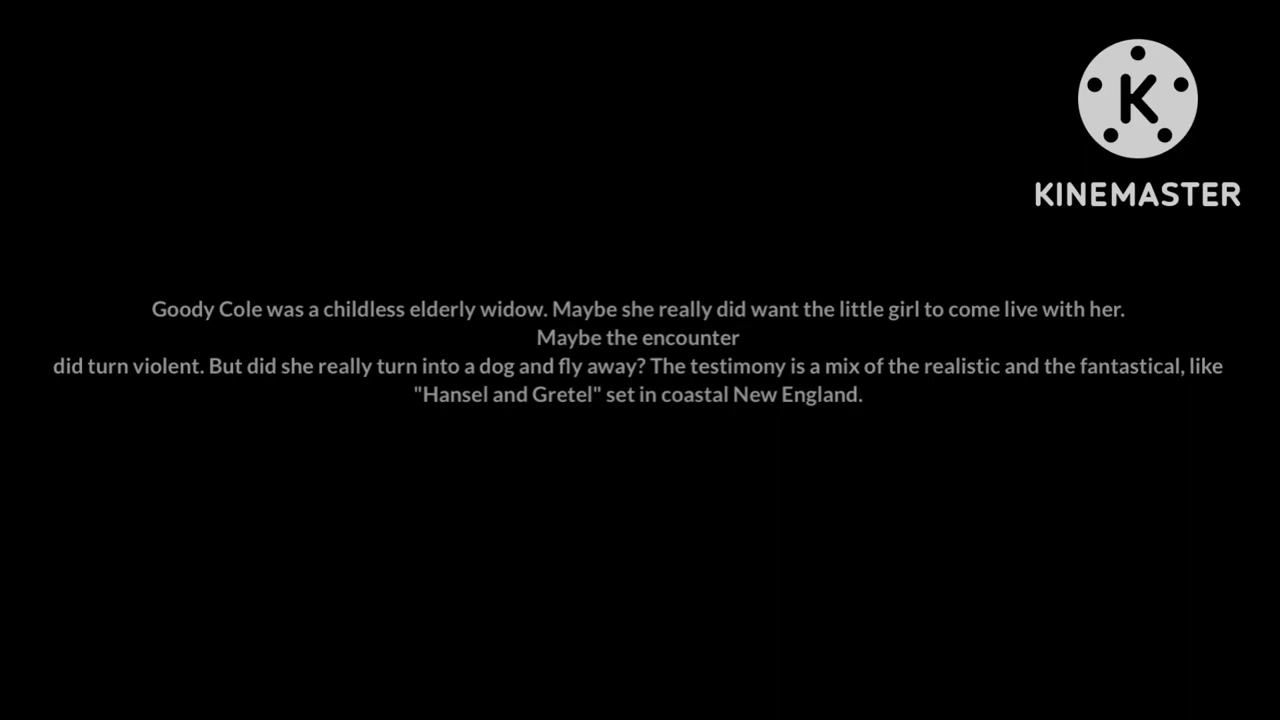 K
KINEMASTER
Goody Cole was a childless elderly widow. Maybe she really did want the little girl to come live with her.
Maybe the encounter
did turn violent. But did she really turn into a dog and fly away? The testimony is a mix of the realistic and the fantastical, like
"Hansel and Gretel" set in coastal New England.